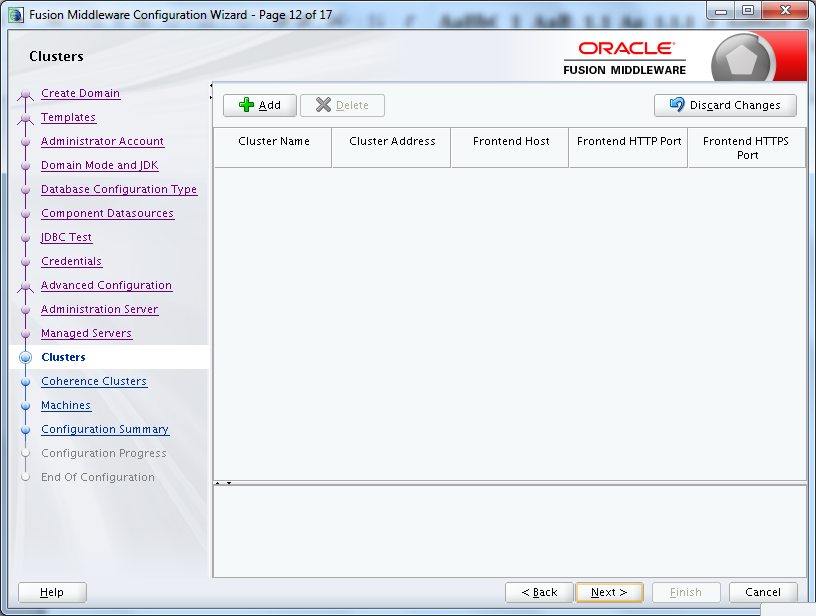 Fusion Middleware Configuration Wizard - Page 12 of 17
Clusters
ORACLE
FUSION MIDDLEWARE
Create Domain
Templates
Administrator Account
Domain Mode and JDK
Database Configuration Type
Component Datasources
JDBC Test
Credentials
Advanced Configuration
Administration Server
Managed Servers
Clusters
Coherence Clusters
Machines
Configuration Summary
Configuration Progress
End Of Configuration
Add
Delete
Discard Changes
Cluster Name
Cluster Address
Frontend Host
Frontend HTTP Port
Frontend HTTPS
Port
Help
< Back
Next >
Finish
Cancel